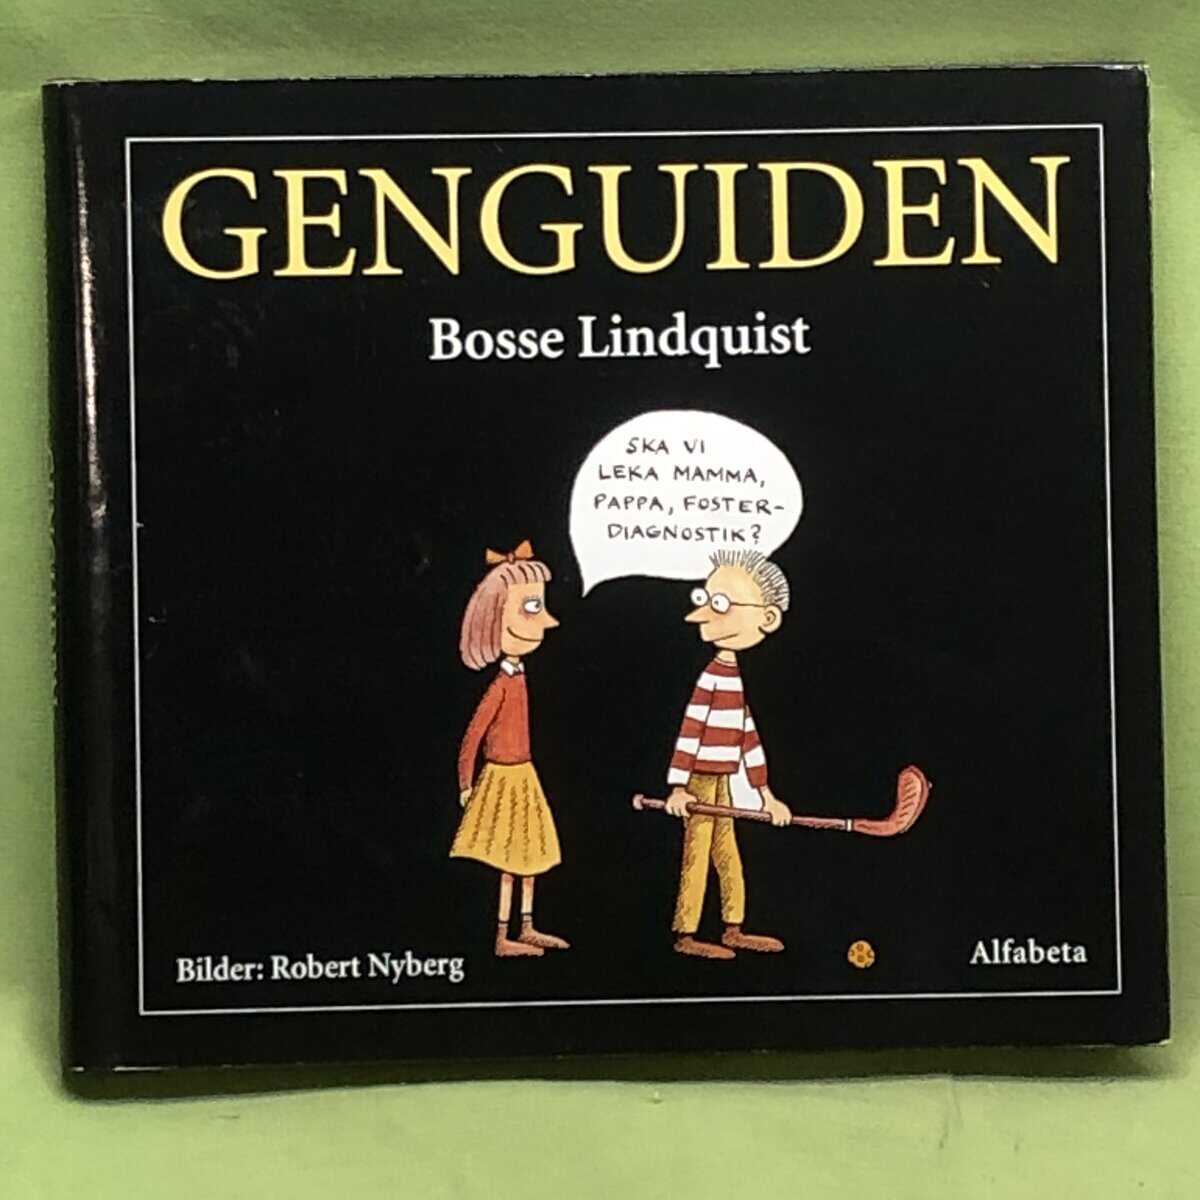 GENGUIDEN
Bosse Lindquist
SKA VI
LEKA MAMMA,
PAPPA, FOSTER-
DIAGNOSTIK?
Bilder: Robert Nyberg
Alfabeta